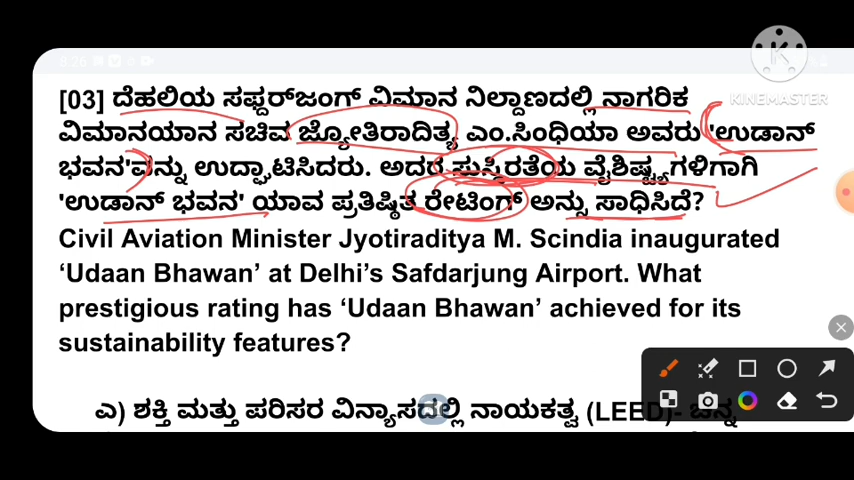 8:26
KINEMASTER
[03] ದೆಹಲಿಯ ಸಫ್ದರ್‌ಜಂಗ್ ವಿಮಾನ ನಿಲ್ದಾಣದಲ್ಲಿ ನಾಗರಿಕ
ವಿಮಾನಯಾನ ಸಚಿವ ಜ್ಯೋತಿರಾದಿತ್ಯ ಎಂ.ಸಿಂಧಿಯಾ ಅವರು 'ಉಡಾನ್
ಭವನ'ವನ್ನು ಉದ್ಘಾಟಿಸಿದರು. ಅದರ ಸುಸ್ಥಿರತೆಯ ವೈಶಿಷ್ಟ್ಯಗಳಿಗಾಗಿ
'ಉಡಾನ್ ಭವನ' ಯಾವ ಪ್ರತಿಷ್ಠಿತ ರೇಟಿಂಗ್ ಅನ್ನು ಸಾಧಿಸಿದೆ?
Civil Aviation Minister Jyotiraditya M. Scindia inaugurated
‘Udaan Bhawan’ at Delhi’s Safdarjung Airport. What
prestigious rating has ‘Udaan Bhawan’ achieved for its
sustainability features?
ಎ) ಶಕ್ತಿ ಮತ್ತು ಪರಿಸರ ವಿನ್ಯಾಸದಲ್ಲಿ ನಾಯಕತ್ವ (LEED)- ಚಿನ್ನ